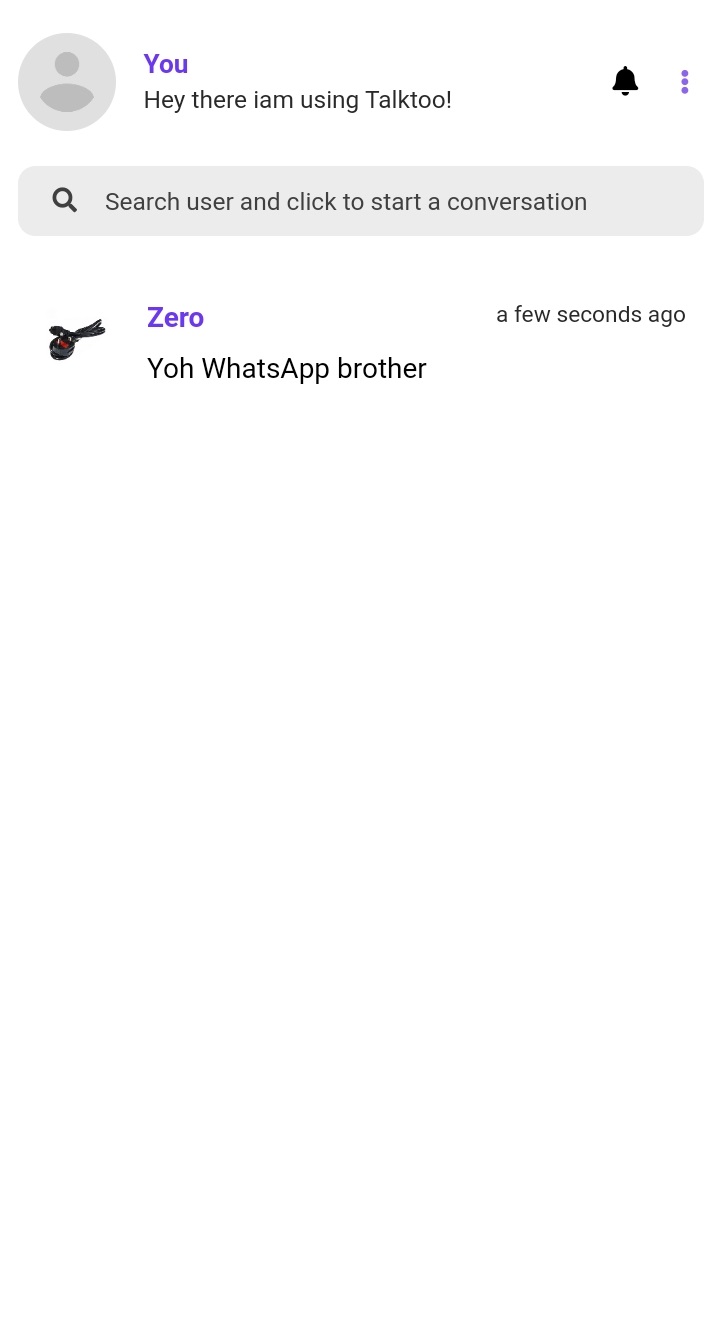 You
Hey there iam using Talktoo!
Search user and click to start a conversation
Zero
a few seconds ago
Yoh WhatsApp brother